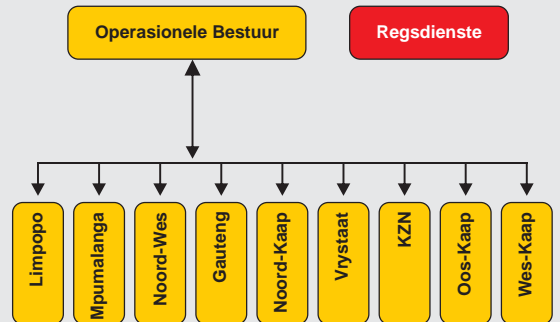 Operasionele Bestuur
Regsdienste
Limpopo
Mpumalanga
Noord-Wes
Gauteng
Noord-Kaap
Vrystaat
KZN
Oos-Kaap
Wes-Kaap